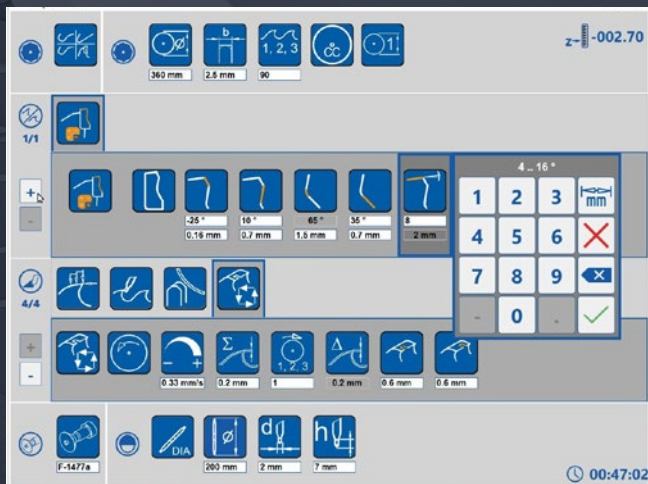 b
1, 2, 3
CC
1
z -002.70
360 mm
2.5 mm
90
1/1
+
-
-25 °
10 °
65 °
35 °
8
0.16 mm
0.7 mm
1.5 mm
0.7 mm
2 mm
4 .. 16 °
1 2 3 mm
4 5 6
7 8 9
- 0 .
4/4
+
-
Σ
1, 2, 3
Δ
- +
0.33 mm/s
0.2 mm
1
0.2 mm
0.6 mm
0.6 mm
DIA
ø
d
h
F-1477a
200 mm
2 mm
7 mm
00:47:02